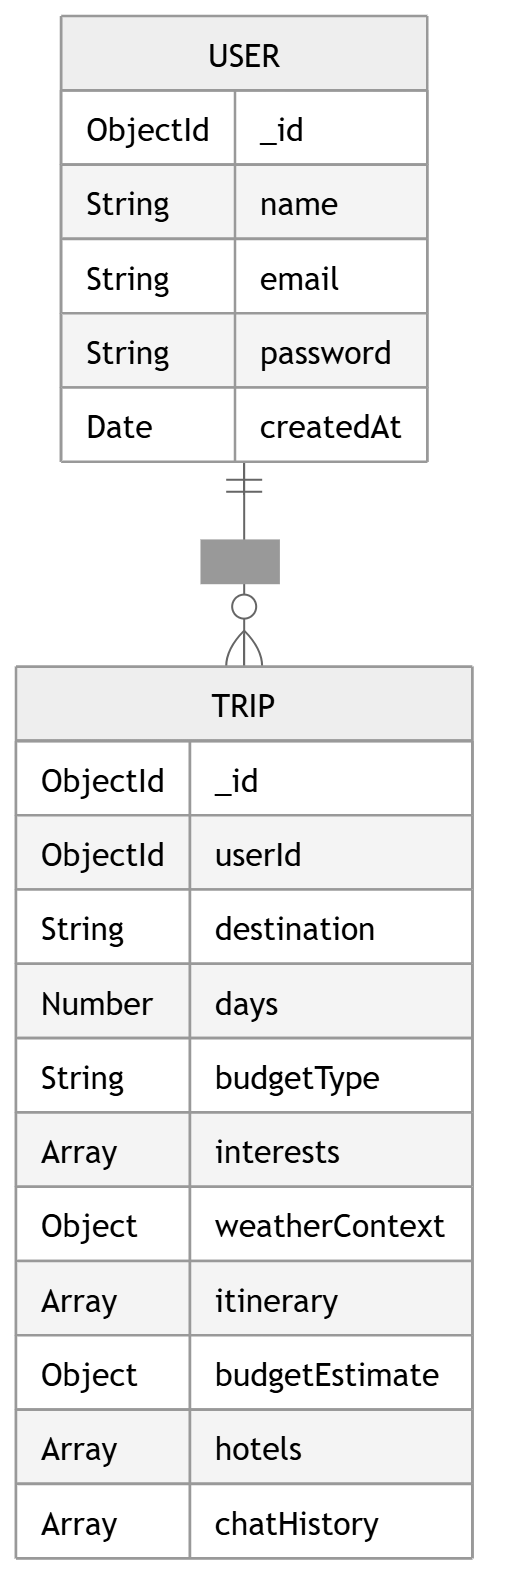 USER
ObjectId _id
String name
String email
String password
Date createdAt
TRIP
ObjectId _id
ObjectId userId
String destination
Number days
String budgetType
Array interests
Object weatherContext
Array itinerary
Object budgetEstimate
Array hotels
Array chatHistory